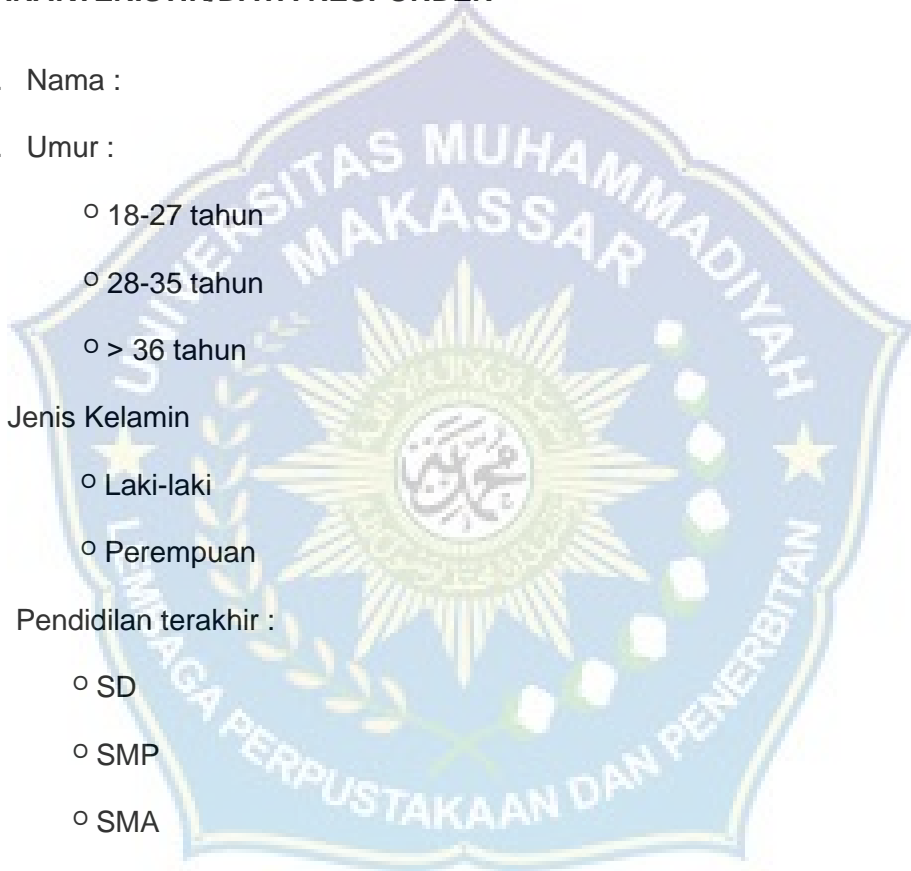 Nama :
Umur :
○ 18-27 tahun
○ 28-35 tahun
○ > 36 tahun
Jenis Kelamin
○ Laki-laki
○ Perempuan
Pendidilan terakhir :
○ SD
○ SMP
○ SMA
UNIVERSITAS MUHAMMADIYAH
MAKASSAR
LEMBAGA PERPUSTAKAAN DAN PENERBITAN